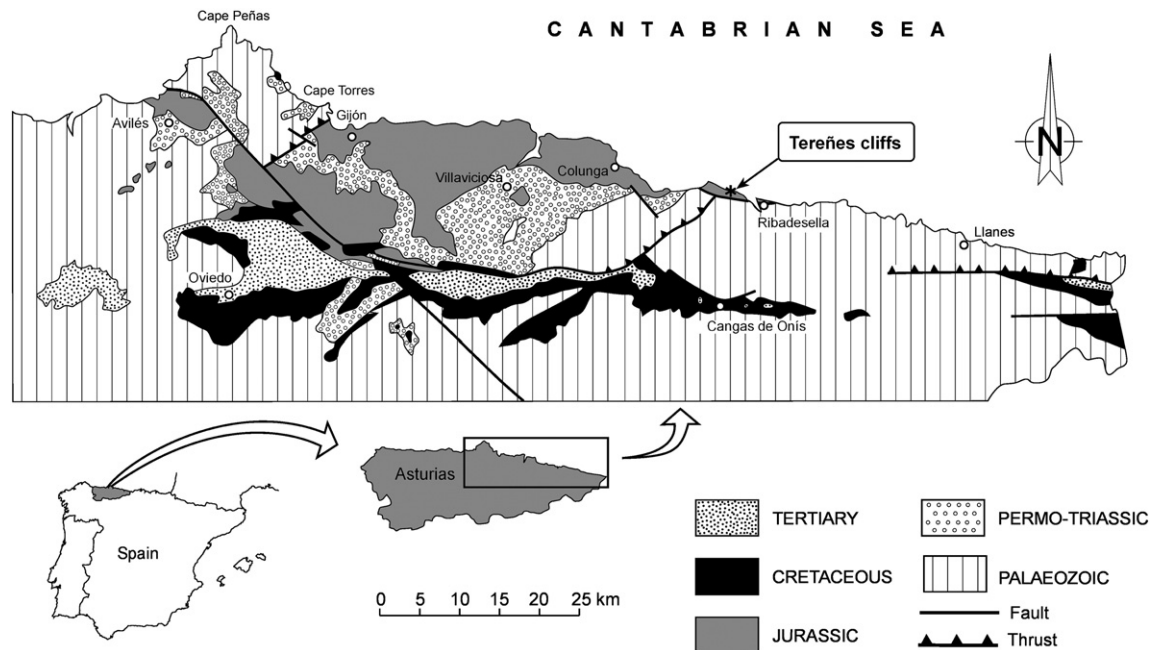 CANTABRIAN SEA
Cape Peñas
Cape Torres
Gijón
Avilés
Tereñes cliffs
Colunga
Villaviciosa
Ribadesella
Llanes
Oviedo
Cangas de Onís
N
Asturias
Spain
0 5 10 15 20 25 km
TERTIARY
CRETACEOUS
JURASSIC
PERMO-TRIASSIC
PALAEOZOIC
Fault
Thrust